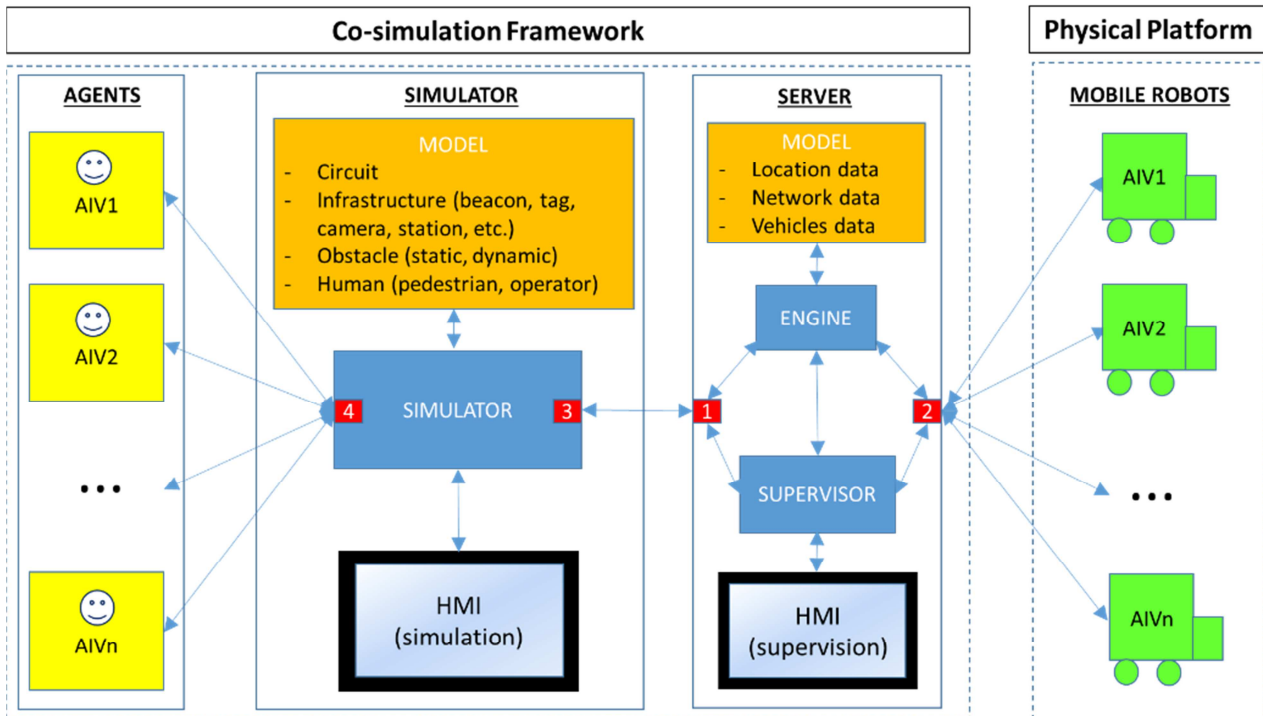 Co-simulation Framework
Physical Platform
AGENTS
AIV1
AIV2
...
AIVn
SIMULATOR
MODEL
- Circuit
- Infrastructure (beacon, tag,
camera, station, etc.)
- Obstacle (static, dynamic)
- Human (pedestrian, operator)
4
SIMULATOR
3
HMI
(simulation)
SERVER
MODEL
- Location data
- Network data
- Vehicles data
ENGINE
1
2
SUPERVISOR
HMI
(supervision)
MOBILE ROBOTS
AIV1
AIV2
...
AIVn